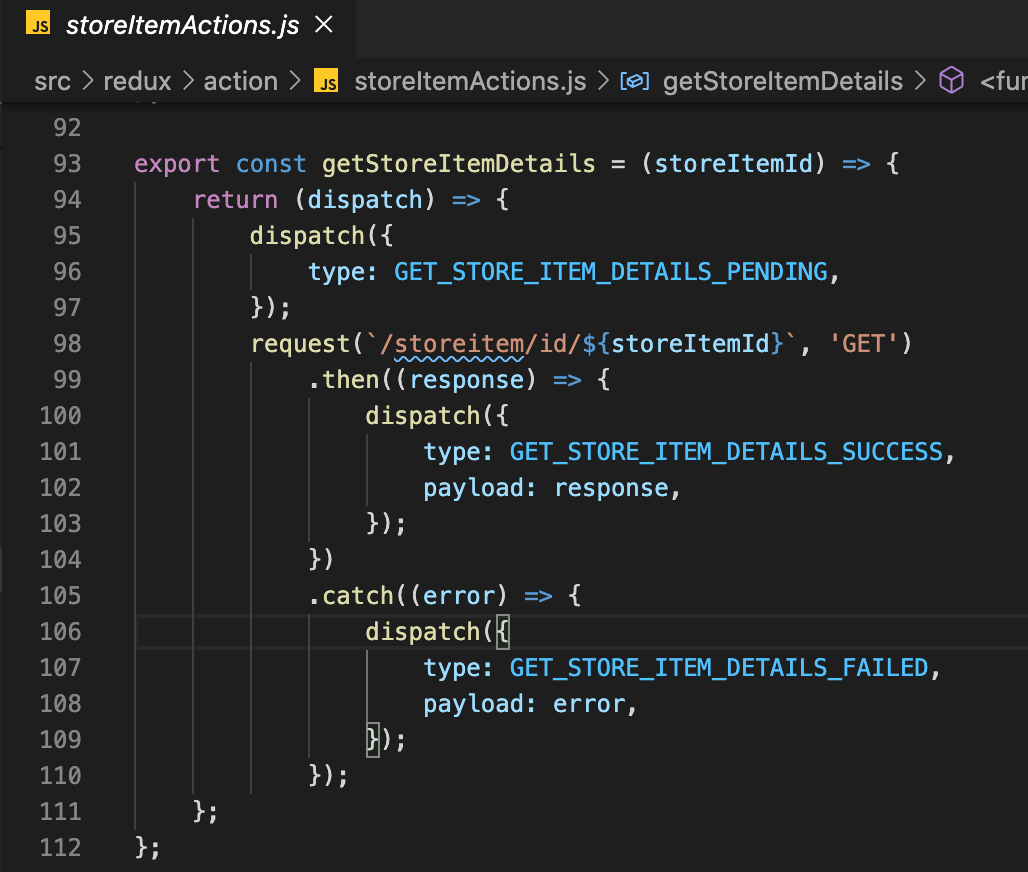 JS storeItemActions.js ×
src > redux > action > JS storeItemActions.js > getStoreItemDetails >
92
93 export const getStoreItemDetails = (storeItemId) => {
94     return (dispatch) => {
95         dispatch({
96             type: GET_STORE_ITEM_DETAILS_PENDING,
97         });
98         request(`/storeitem/id/${storeItemId}`, 'GET')
99             .then((response) => {
100                 dispatch({
101                     type: GET_STORE_ITEM_DETAILS_SUCCESS,
102                     payload: response,
103                 });
104             })
105             .catch((error) => {
106                 dispatch({
107                     type: GET_STORE_ITEM_DETAILS_FAILED,
108                     payload: error,
109                 });
110             });
111     };
112 };